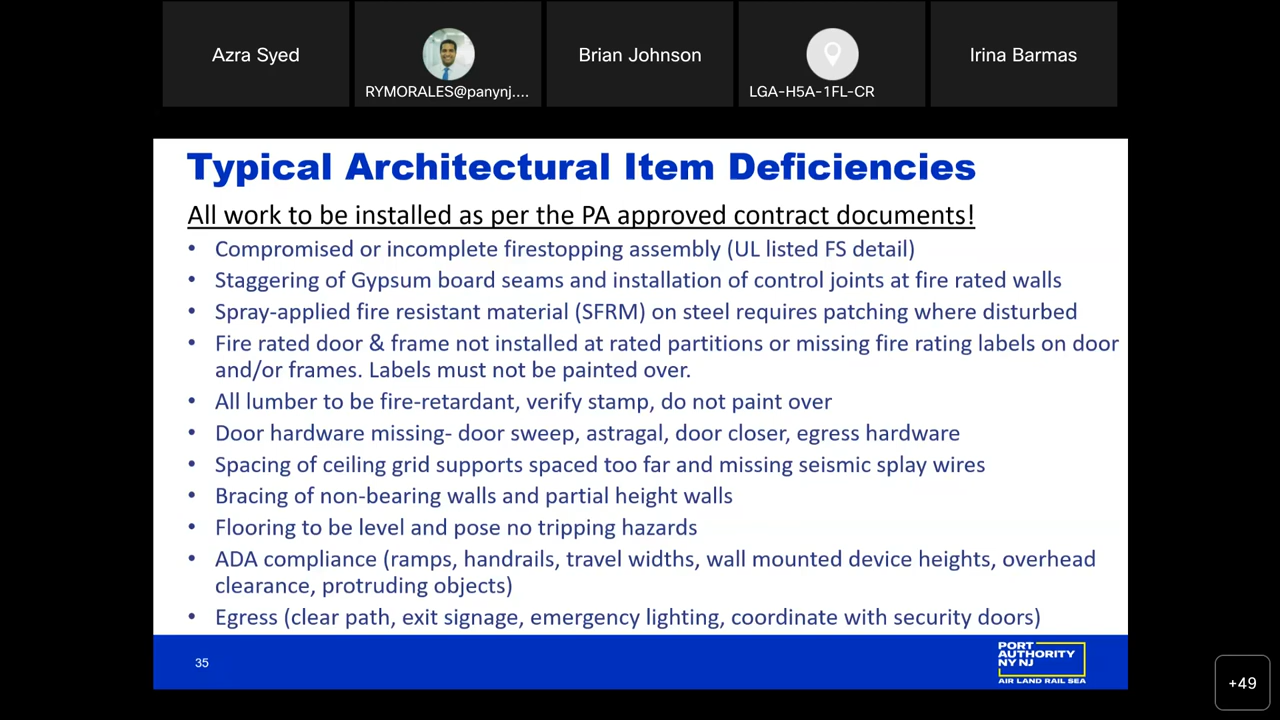 Azra Syed
RYMORALES@panynj....
Brian Johnson
LGA-H5A-1FL-CR
Irina Barmas
Typical Architectural Item Deficiencies
All work to be installed as per the PA approved contract documents!
• Compromised or incomplete firestopping assembly (UL listed FS detail)
• Staggering of Gypsum board seams and installation of control joints at fire rated walls
• Spray-applied fire resistant material (SFRM) on steel requires patching where disturbed
• Fire rated door & frame not installed at rated partitions or missing fire rating labels on door
and/or frames. Labels must not be painted over.
• All lumber to be fire-retardant, verify stamp, do not paint over
• Door hardware missing- door sweep, astragal, door closer, egress hardware
• Spacing of ceiling grid supports spaced too far and missing seismic splay wires
• Bracing of non-bearing walls and partial height walls
• Flooring to be level and pose no tripping hazards
• ADA compliance (ramps, handrails, travel widths, wall mounted device heights, overhead
clearance, protruding objects)
• Egress (clear path, exit signage, emergency lighting, coordinate with security doors)
35
PORT
AUTHORITY
NY NJ
AIR LAND RAIL SEA
+49